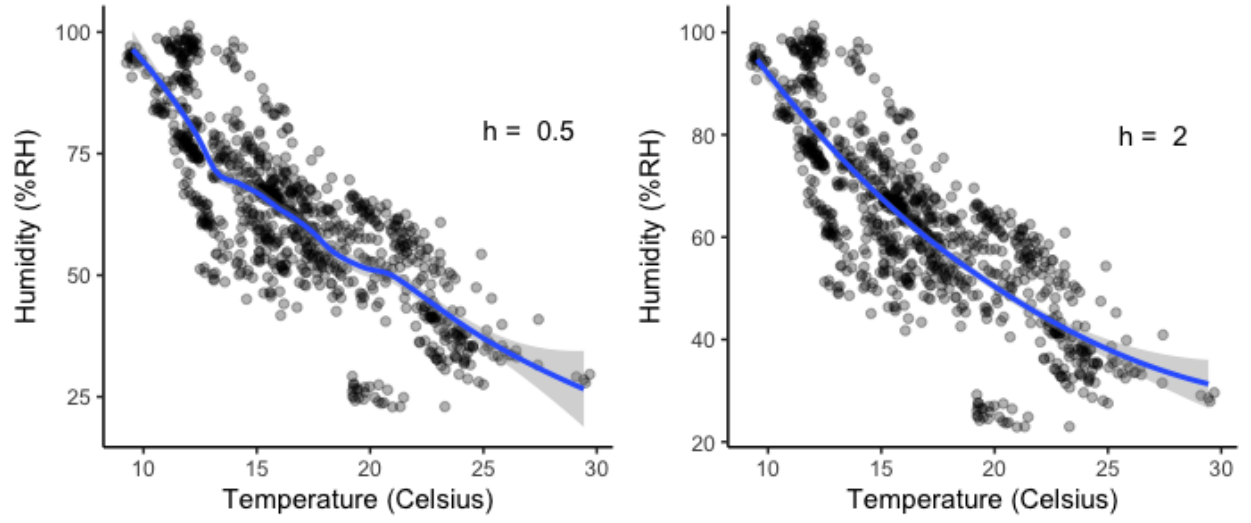 100
75
50
25
10 15 20 25 30
Humidity (%RH)
Temperature (Celsius)
h = 0.5
100
80
60
40
20
10 15 20 25 30
Humidity (%RH)
Temperature (Celsius)
h = 2